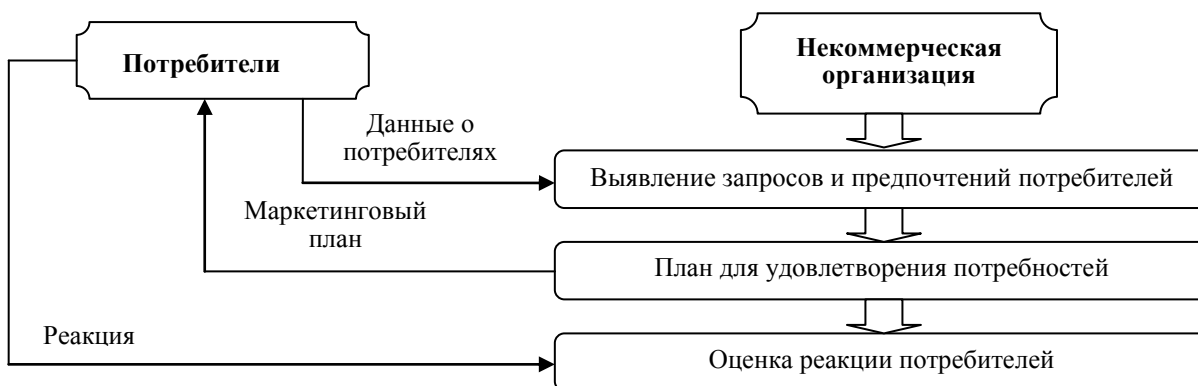 Потребители
Некоммерческая
организация
Данные о
потребителях
Выявление запросов и предпочтений потребителей
Маркетинговый
план
План для удовлетворения потребностей
Реакция
Оценка реакции потребителей